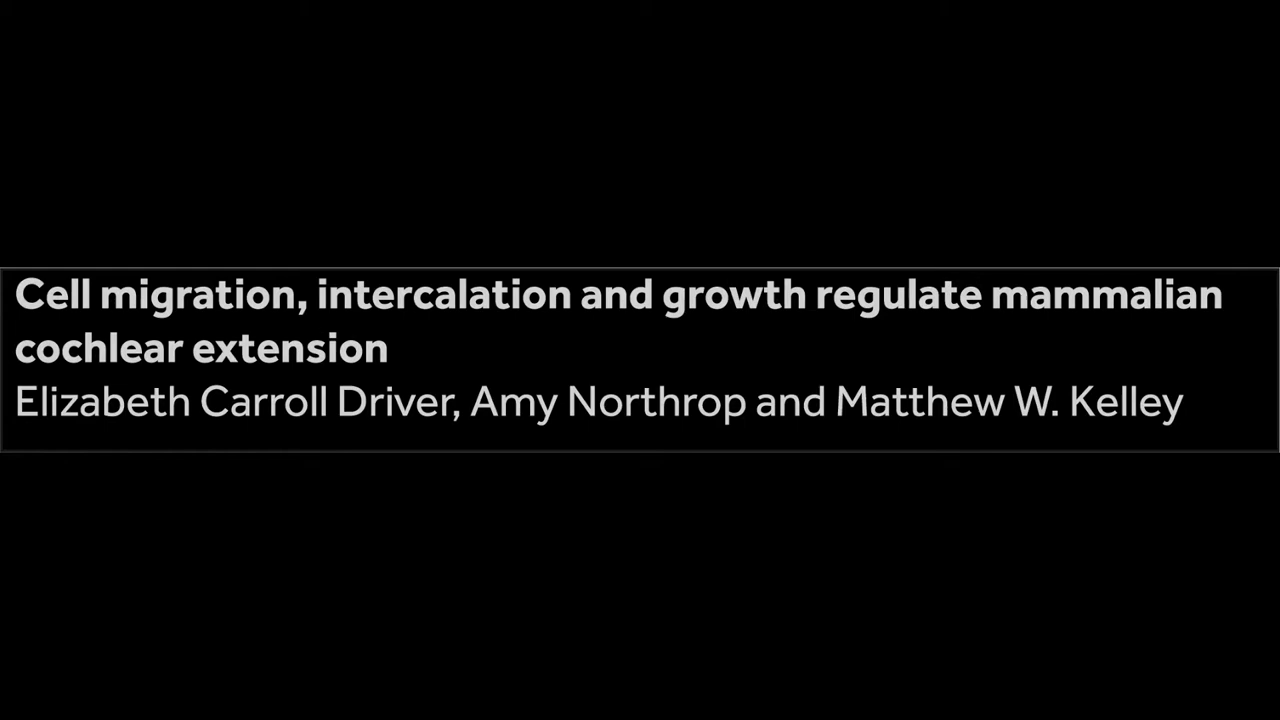 Cell migration, intercalation and growth regulate mammalian
cochlear extension
Elizabeth Carroll Driver, Amy Northrop and Matthew W. Kelley